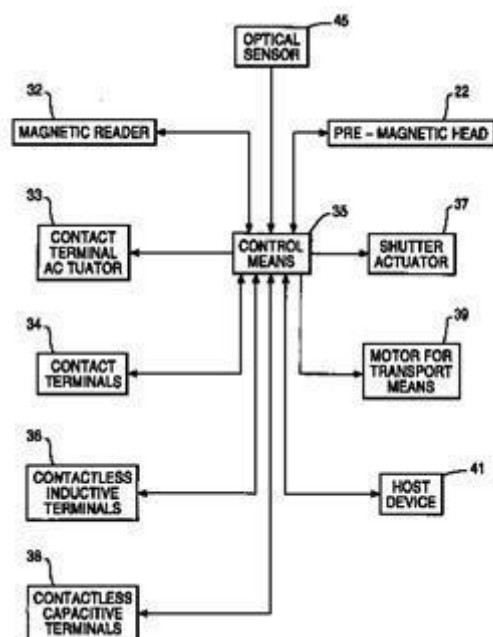 45
OPTICAL
SENSOR
32
MAGNETIC READER
22
PRE - MAGNETIC HEAD
33
CONTACT
TERMINAL
AC TUATOR
35
CONTROL
MEANS
37
SHUTTER
ACTUATOR
34
CONTACT
TERMINALS
39
MOTOR FOR
TRANSPORT
MEANS
36
CONTACTLESS
INDUCTIVE
TERMINALS
41
HOST
DEVICE
38
CONTACTLESS
CAPACITIVE
TERMINALS